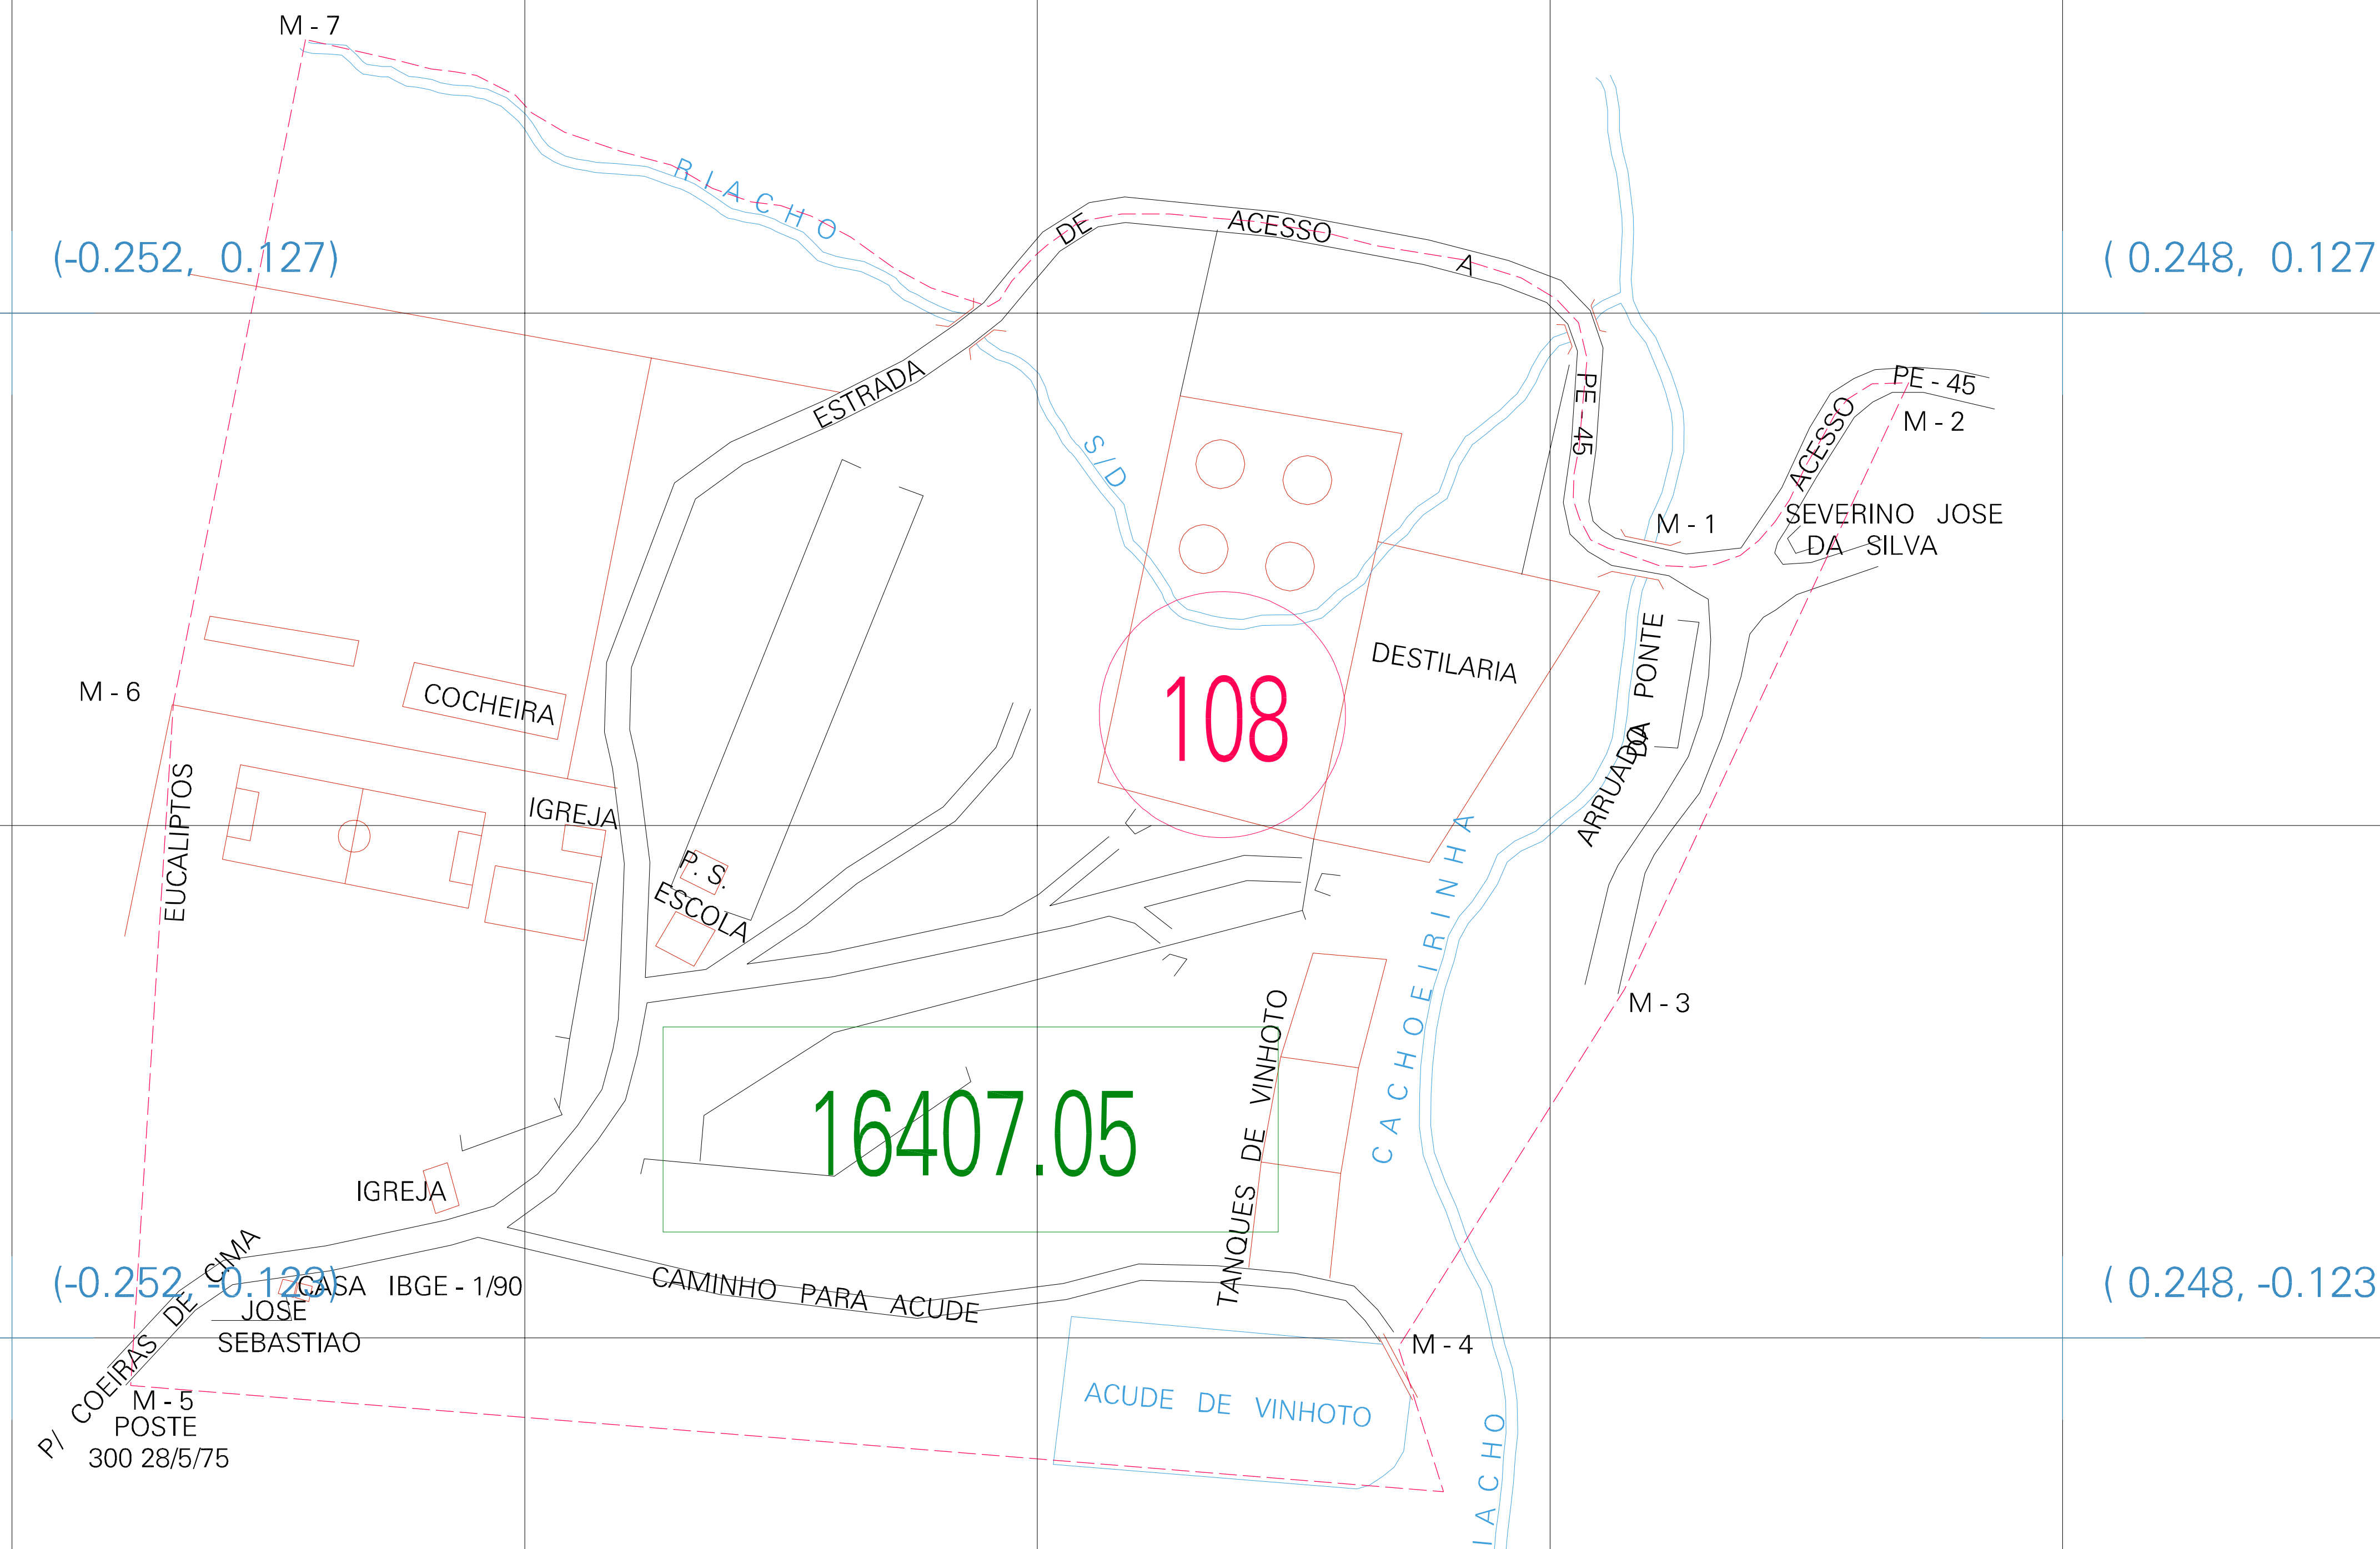 M - 7
RIACHO
DE
ACESSO
A
(-0.252, 0.127)
( 0.248, 0.127
ESTRADA
PE - 45
PE - 45
M - 2
ACESSO
S/D
M - 1
SEVERINO JOSE
DA SILVA
DESTILARIA
ARRUADO
DA PONTE
M - 6
COCHEIRA
108
EUCALIPTOS
IGREJA
P. S.
ESCOLA
CACHOEIRINHA
M - 3
TANQUES DE VINHOTO
16407.05
IGREJA
(-0.252, -0.123)
( 0.248, -0.123
CASA IBGE - 1/90
JOSE
SEBASTIAO
CAMINHO PARA ACUDE
M - 4
P/ COEIRAS DE CIMA
M - 5
POSTE
300 28/5/75
ACUDE DE VINHOTO
IACHO